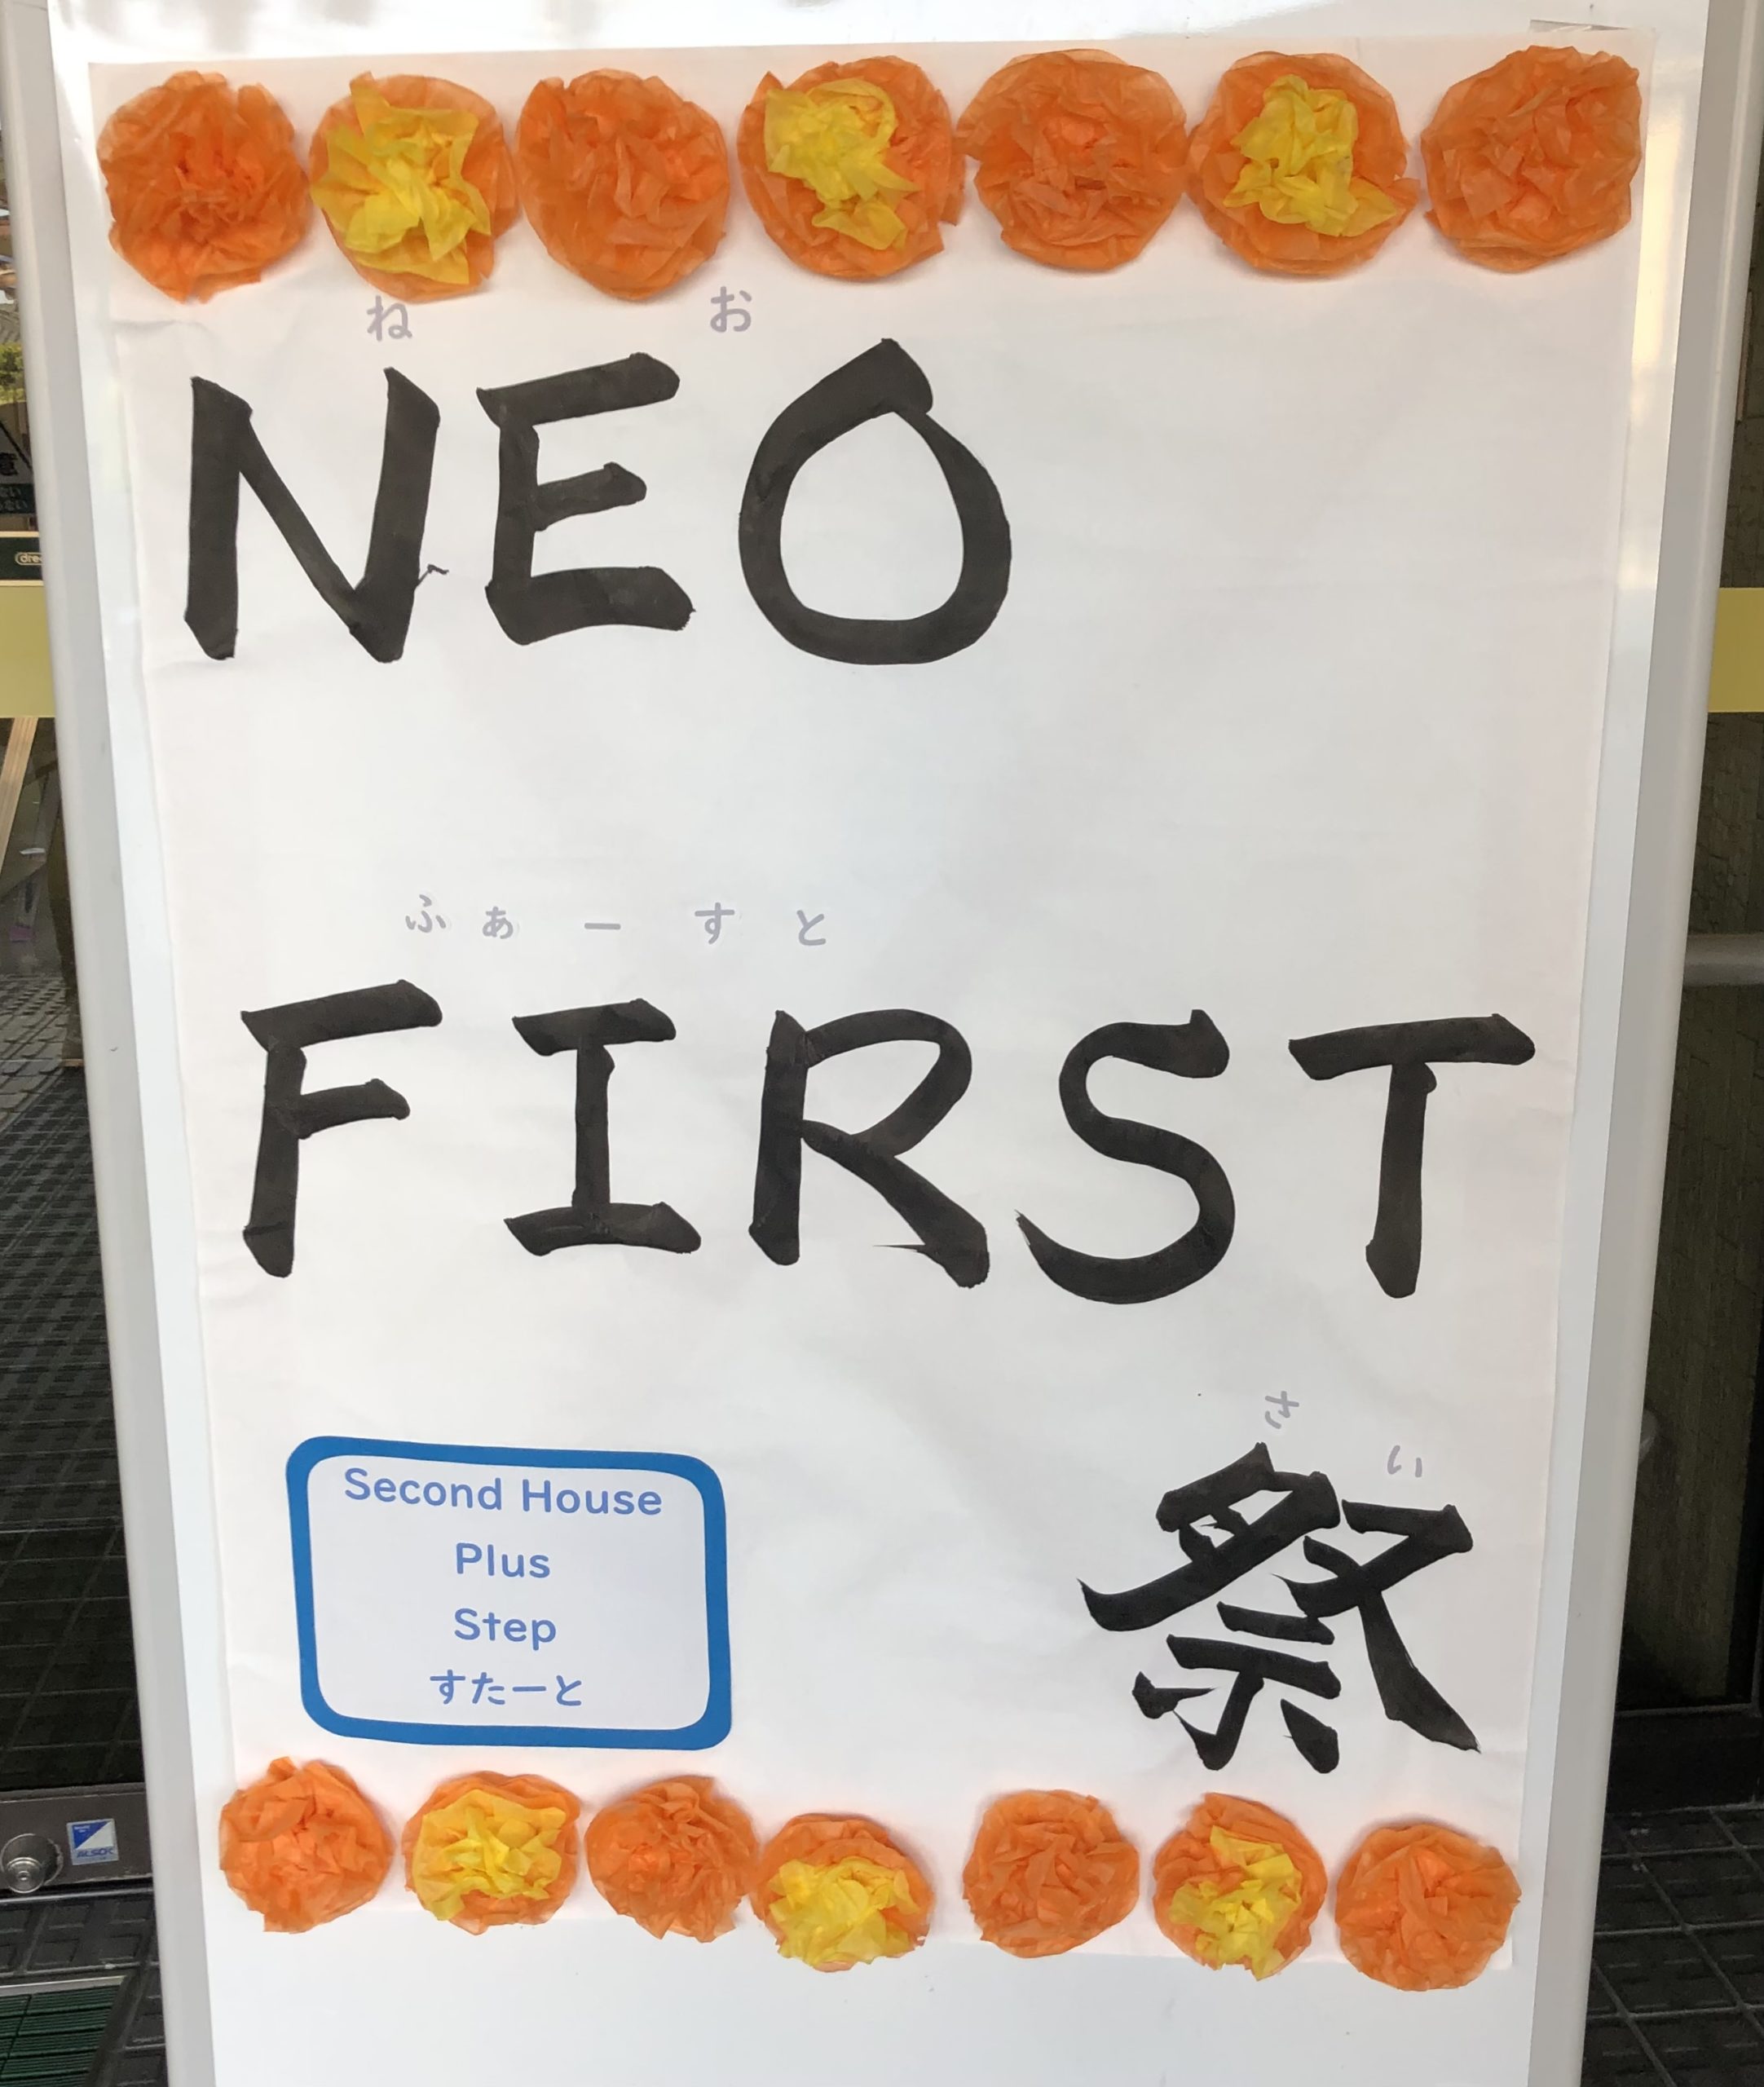 ね お
NEO
ふぁーすと
FIRST
さい
祭
Second House
Plus
Step
すたーと
ALSOK